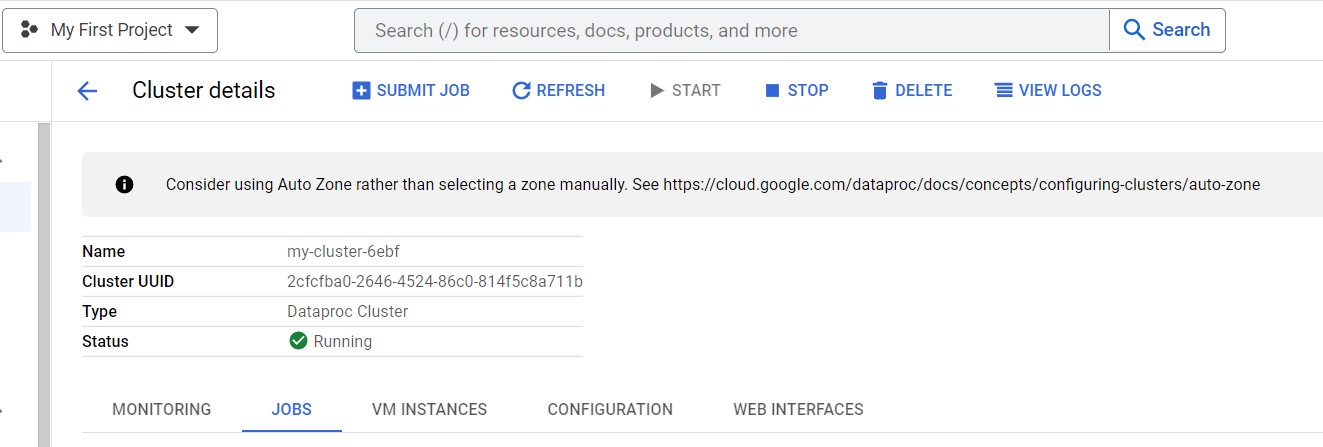 My First Project
Search (/) for resources, docs, products, and more
Search
Cluster details
SUBMIT JOB
REFRESH
START
STOP
DELETE
VIEW LOGS
Consider using Auto Zone rather than selecting a zone manually. See https://cloud.google.com/dataproc/docs/concepts/configuring-clusters/auto-zone
Name my-cluster-6ebf
Cluster UUID 2cfcfba0-2646-4524-86c0-814f5c8a711b
Type Dataproc Cluster
Status Running
MONITORING JOBS VM INSTANCES CONFIGURATION WEB INTERFACES